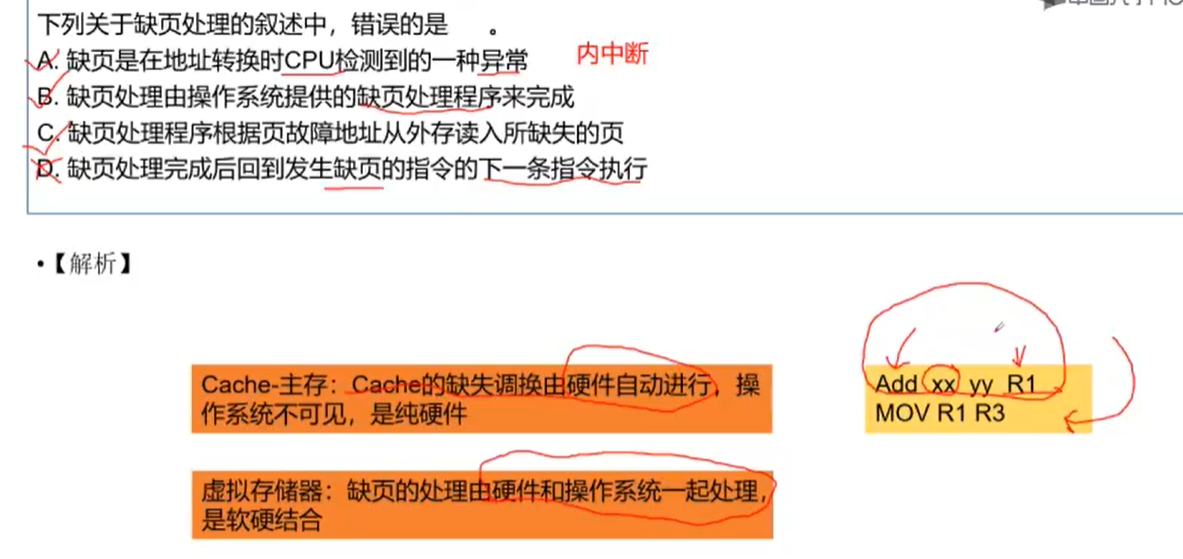 下列关于缺页处理的叙述中，错误的是 。
A. 缺页是在地址转换时CPU检测到的一种异常 内中断
B. 缺页处理由操作系统提供的缺页处理程序来完成
C. 缺页处理程序根据页故障地址从外存读入所缺失的页
D. 缺页处理完成后回到发生缺页的指令的下一条指令执行
•【解析】
Cache-主存：Cache的缺失调换由硬件自动进行，操
作系统不可见，是纯硬件
Add xx yy R1
MOV R1 R3
虚拟存储器：缺页的处理由硬件和操作系统一起处理，
是软硬结合